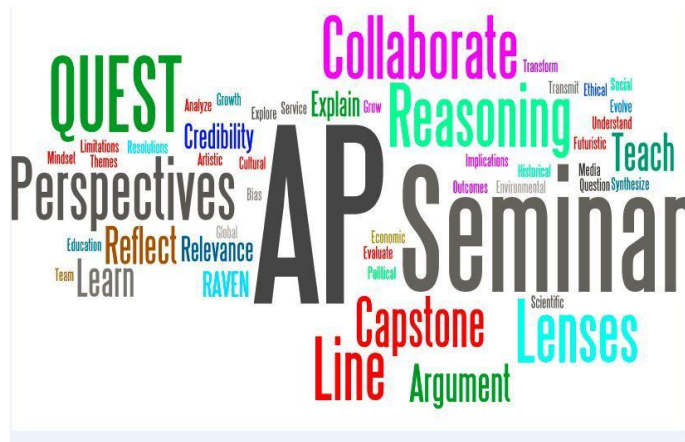 Collaborate
Transform
QUEST
Analyze
Growth
Explore
Service
Explain
Grow
Transmit
Ethical
Social
Evolve
Reasoning
Understand
Credibility
Limitations
Resolutions
Mindset
Themes
Artistic
Cultural
Futuristic
Teach
Implications
Historical
Media
Perspectives
Bias
AP
Seminar
Outcomes
Environmental
Question
Synthesize
Global
Education
Reflect
Relevance
Economic
Evaluate
Political
Team
Learn
RAVEN
Scientific
Capstone
Lenses
Line
Argument